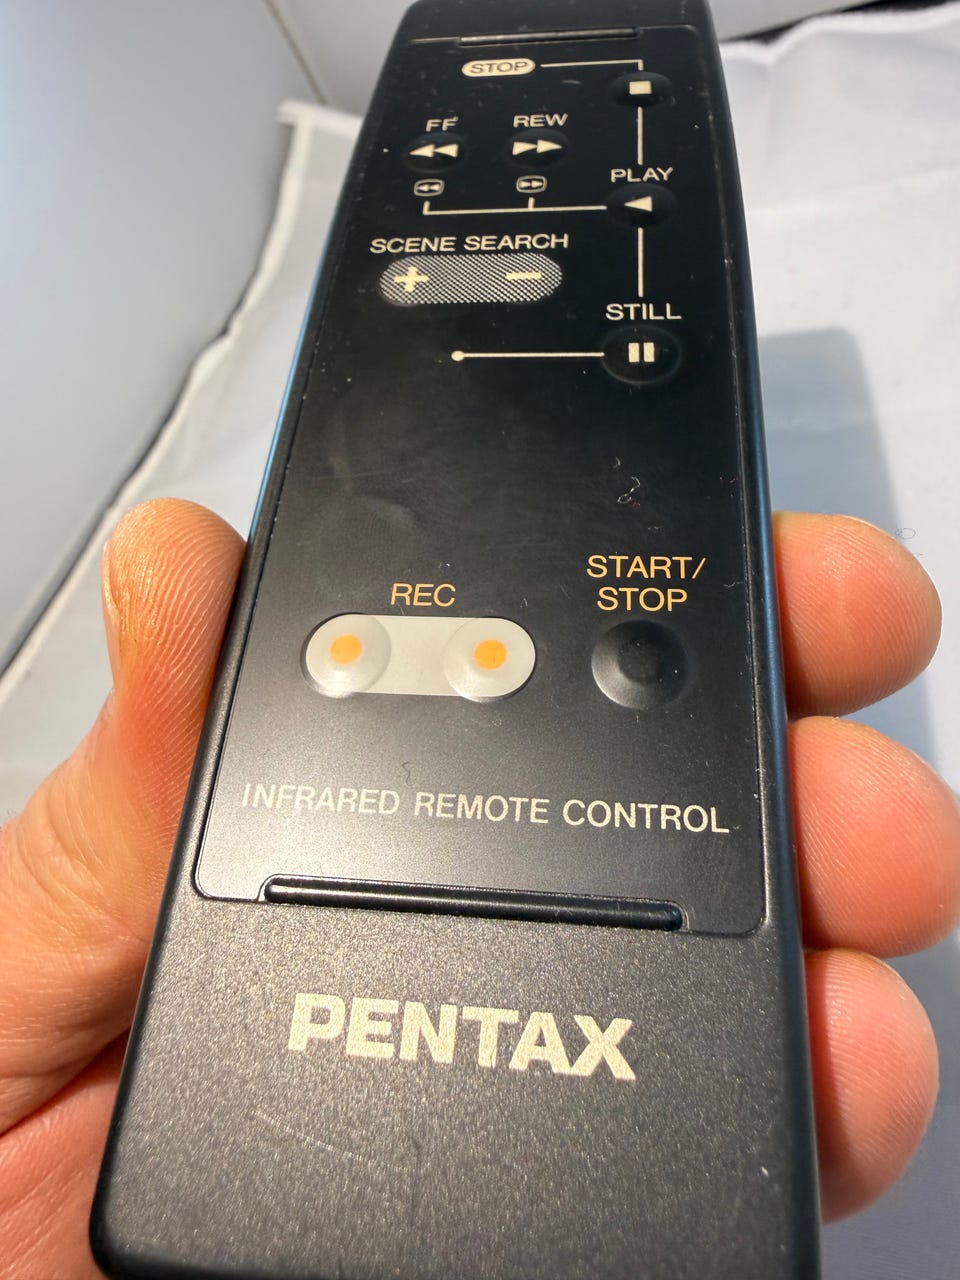 STOP
FF REW
PLAY
SCENE SEARCH
+ −
STILL
START/
STOP
REC
INFRARED REMOTE CONTROL
PENTAX